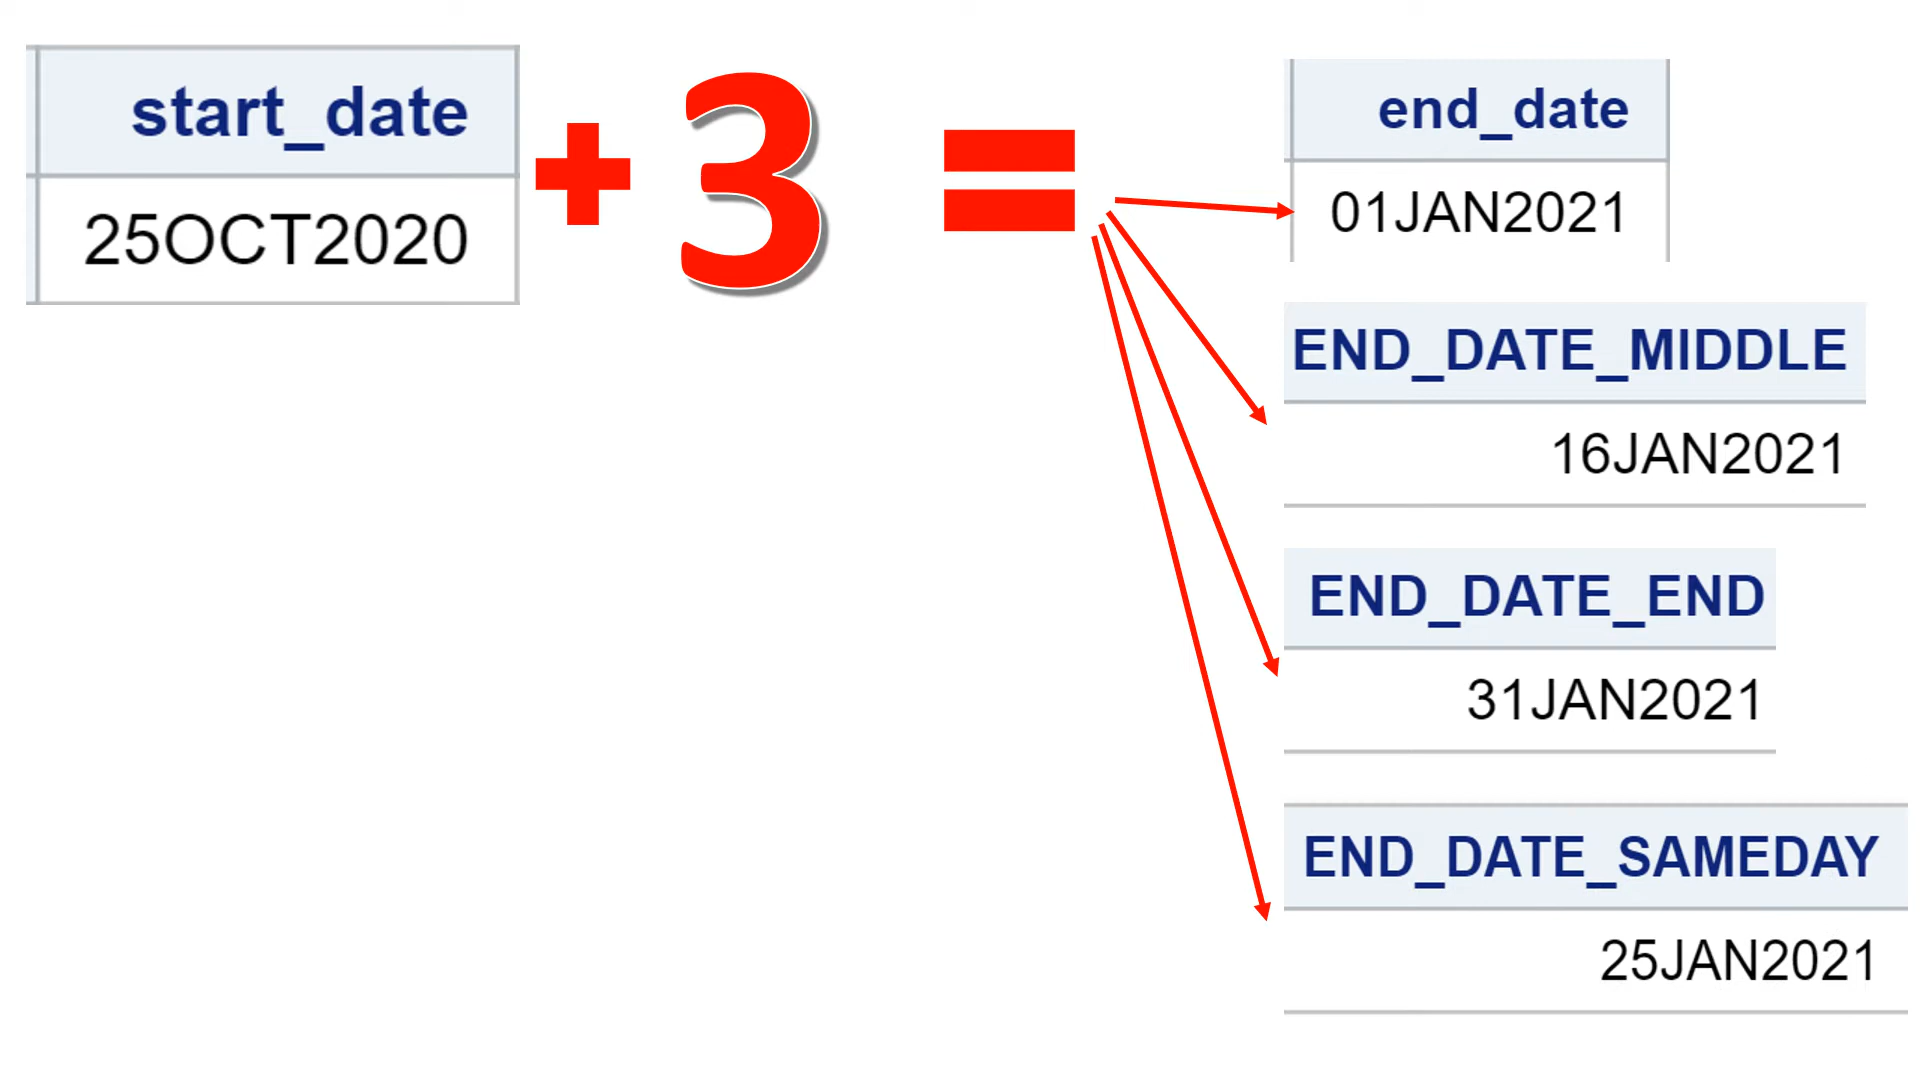 start_date
25OCT2020
+ 3 =
end_date
01JAN2021
END_DATE_MIDDLE
16JAN2021
END_DATE_END
31JAN2021
END_DATE_SAMEDAY
25JAN2021